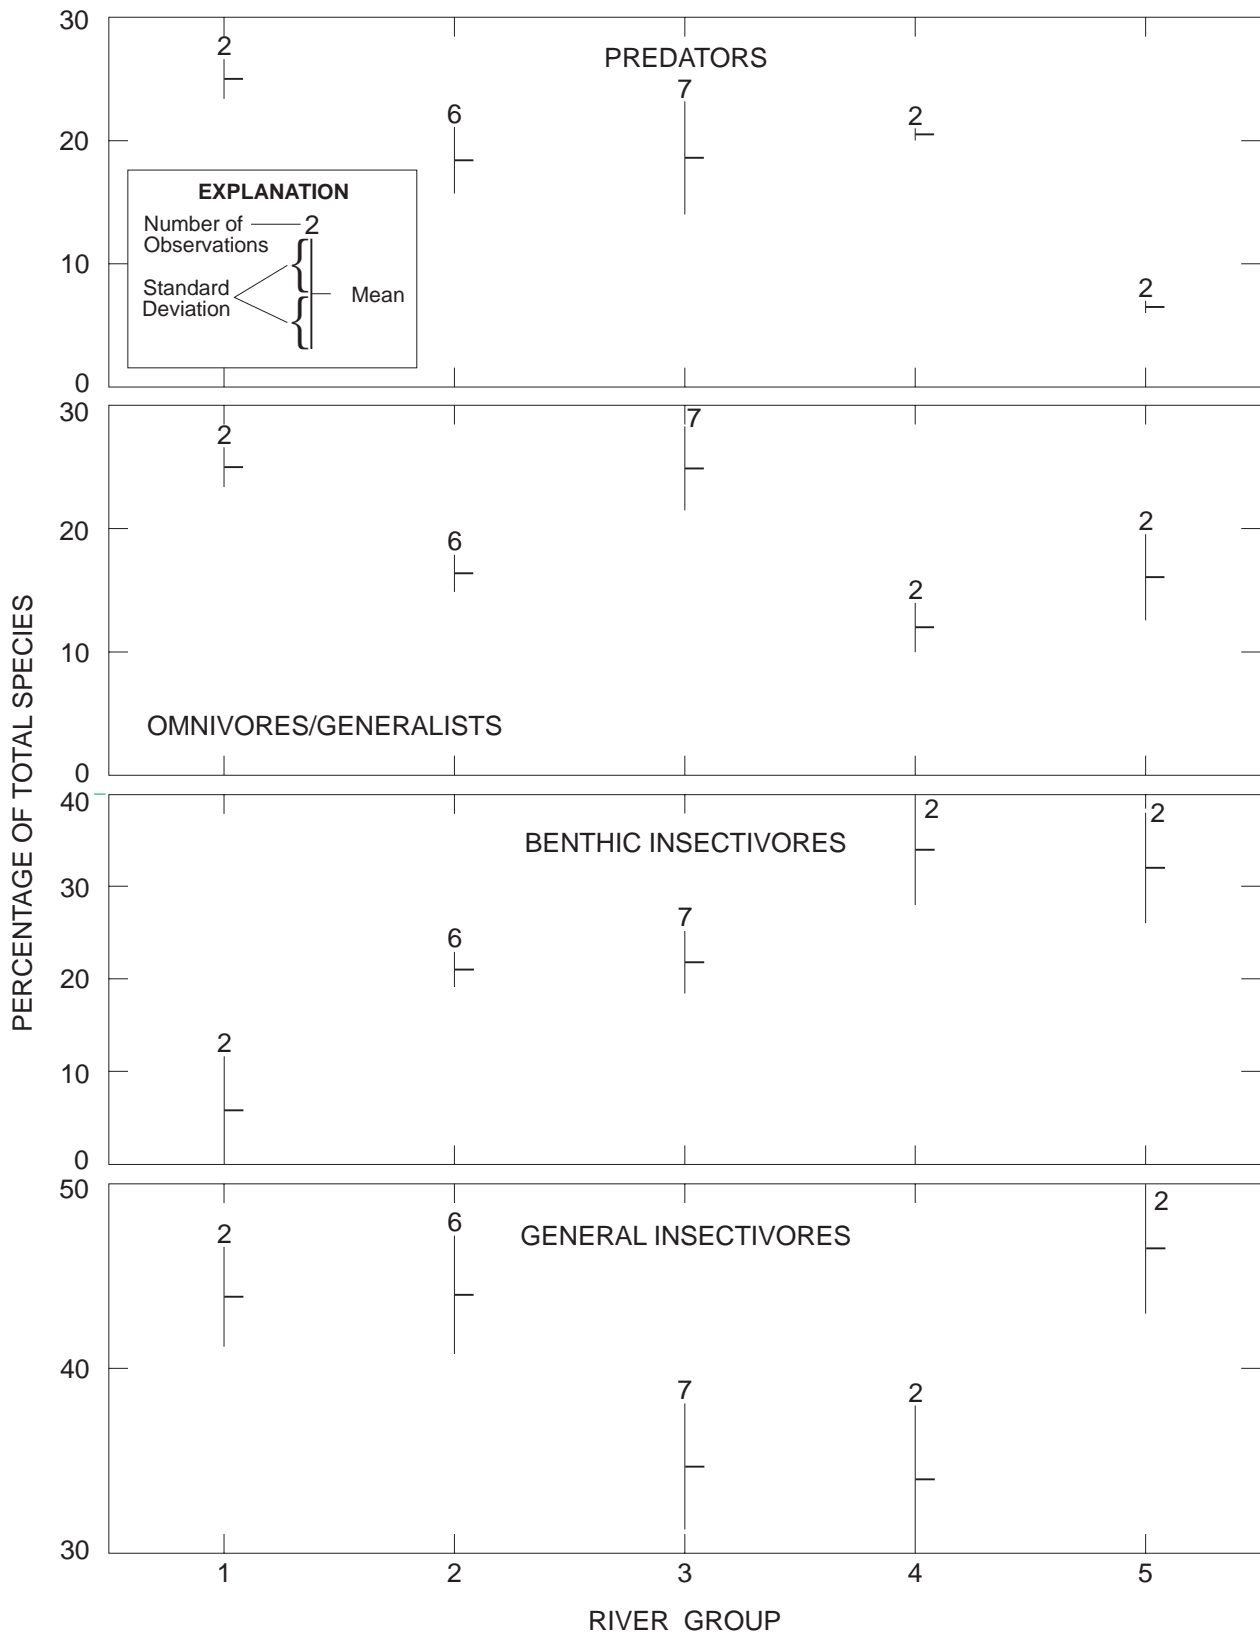 30
20
10
0
PREDATORS
2
6
7
2
2
EXPLANATION
Number of
Observations
2
Standard
Deviation
Mean
30
20
10
0
2
6
7
2
2
OMNIVORES/GENERALISTS
PERCENTAGE OF TOTAL SPECIES
40
30
20
10
0
BENTHIC INSECTIVORES
2
6
7
2
2
50
40
30
GENERAL INSECTIVORES
2
6
7
2
2
1 2 3 4 5
RIVER GROUP